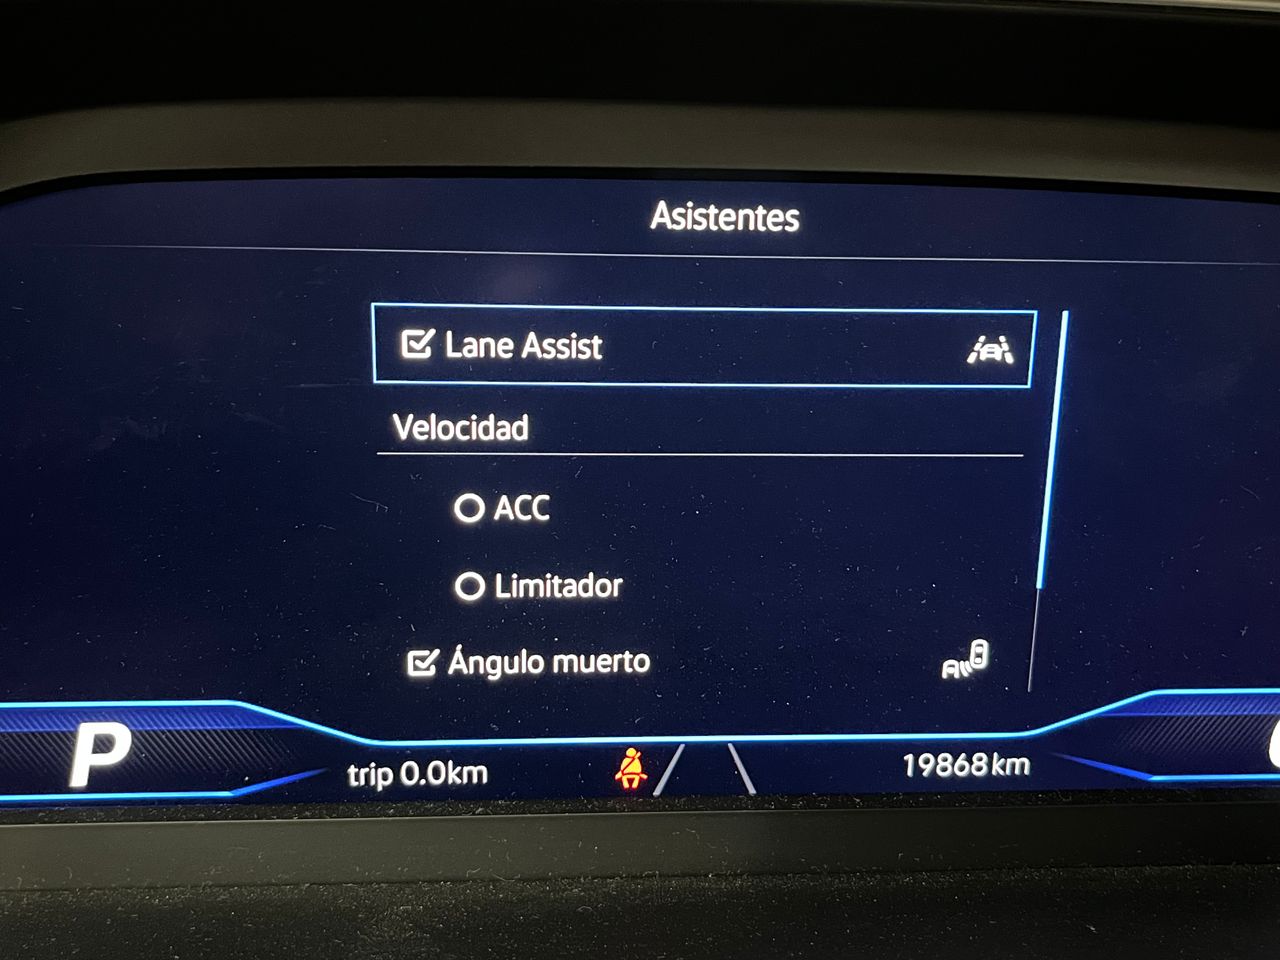 Asistentes
Lane Assist
Velocidad
ACC
Limitador
Ángulo muerto
P
trip 0.0km
19868km